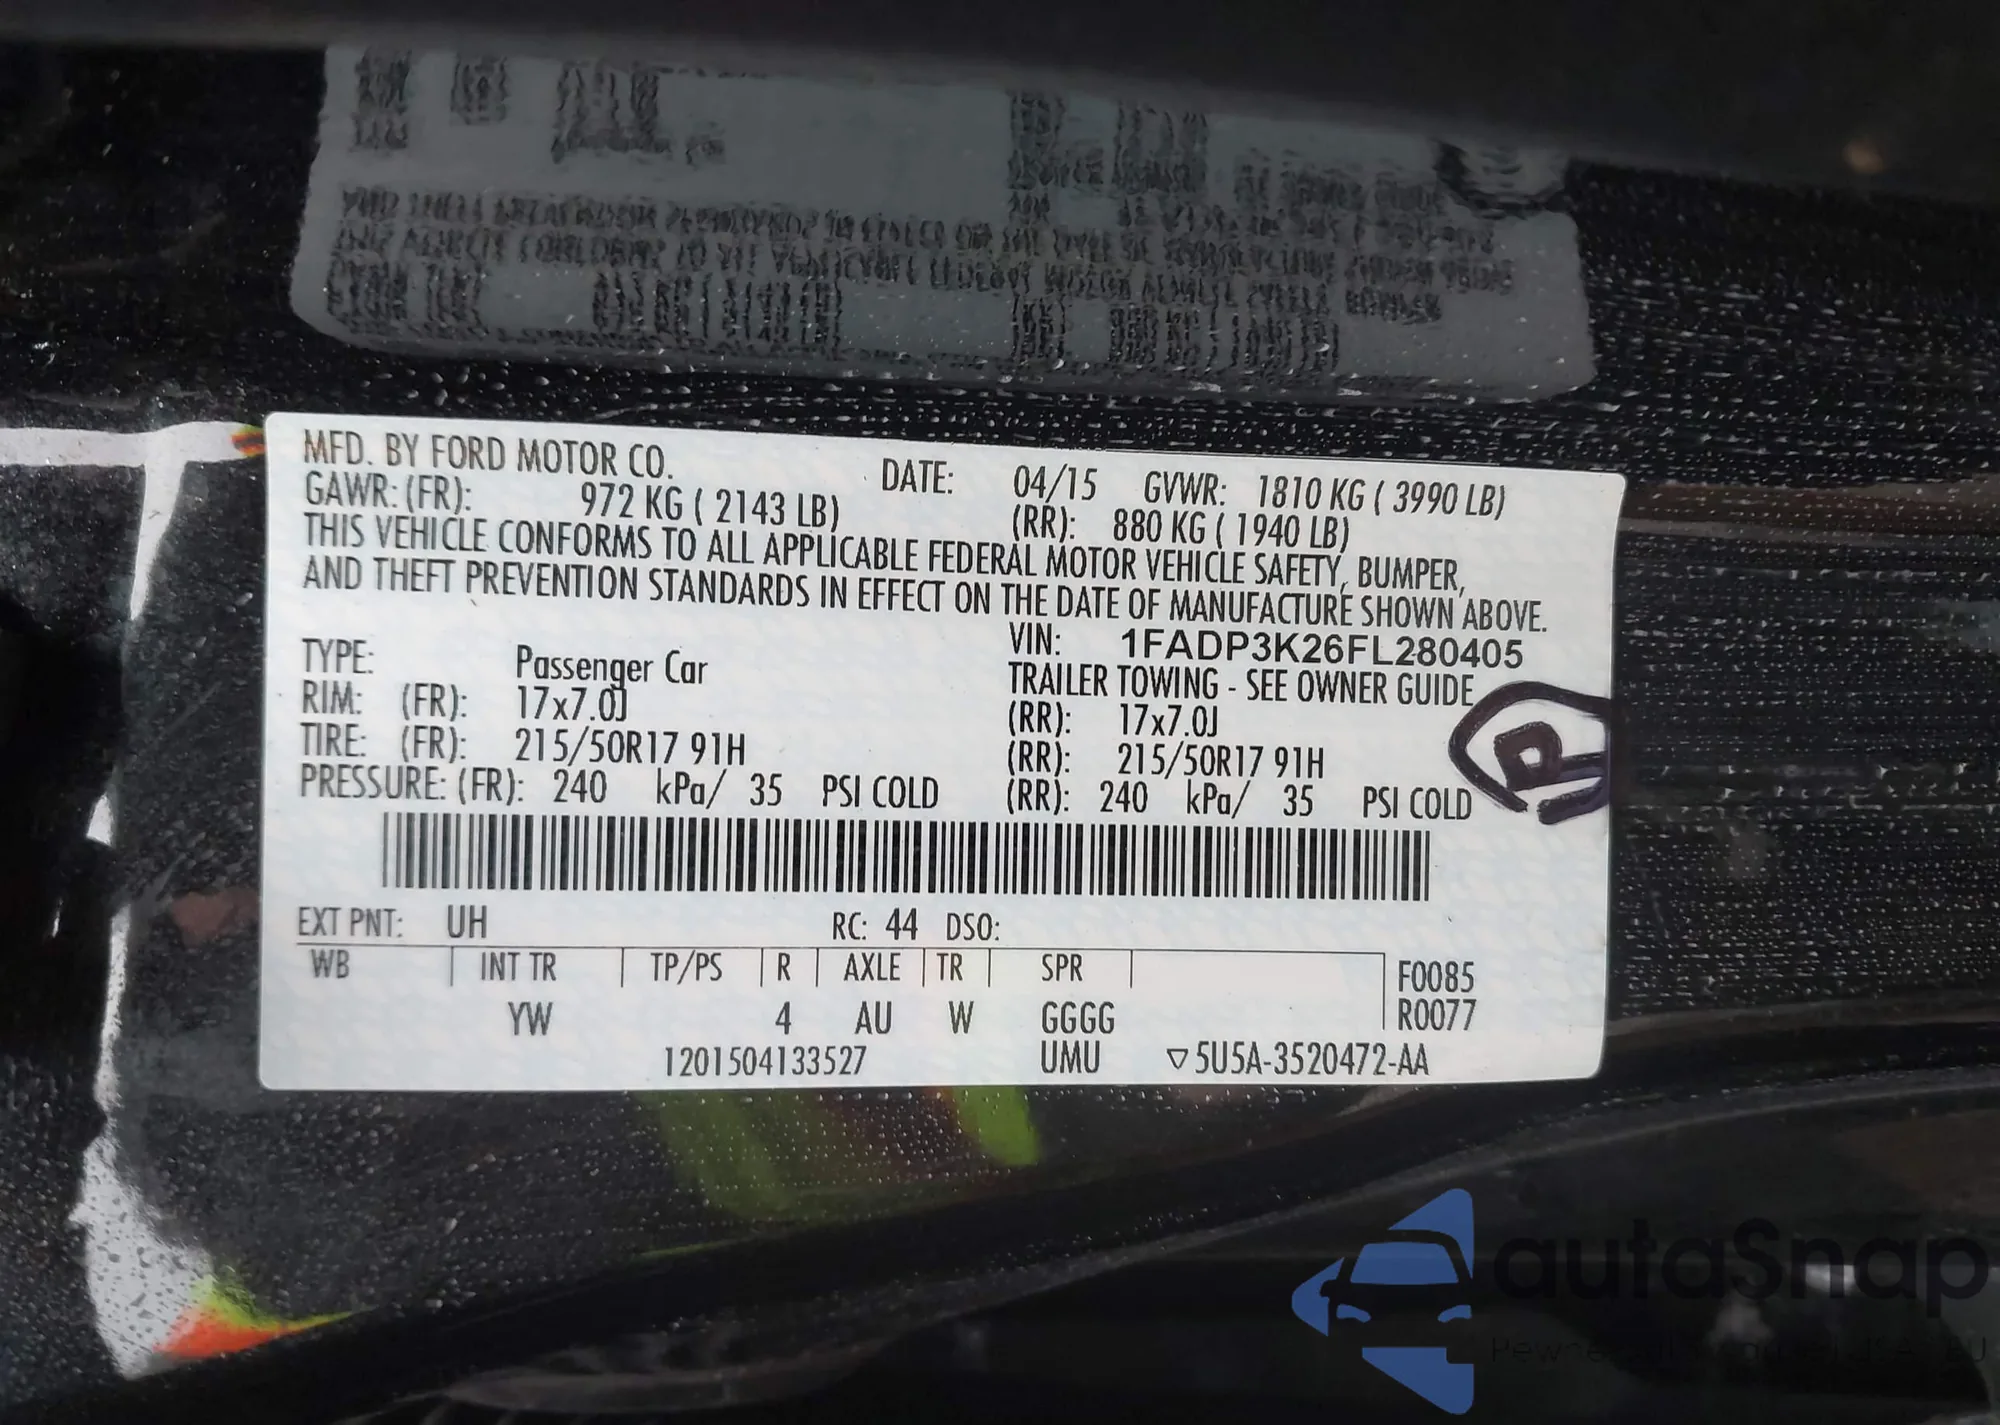 MFD. BY FORD MOTOR CO. DATE: 04/15 GVWR: 1810 KG ( 3990 LB)
GAWR: (FR): 972 KG ( 2143 LB) (RR): 880 KG ( 1940 LB)
THIS VEHICLE CONFORMS TO ALL APPLICABLE FEDERAL MOTOR VEHICLE SAFETY, BUMPER,
AND THEFT PREVENTION STANDARDS IN EFFECT ON THE DATE OF MANUFACTURE SHOWN ABOVE.
VIN: 1FADP3K26FL280405
TYPE: Passenger Car TRAILER TOWING - SEE OWNER GUIDE
RIM: (FR): 17x7.0J (RR): 17x7.0J
TIRE: (FR): 215/50R17 91H (RR): 215/50R17 91H
PRESSURE: (FR): 240 kPa/ 35 PSI COLD (RR): 240 kPa/ 35 PSI COLD
EXT PNT: UH RC: 44 DSO:
WB INT TR TP/PS R AXLE TR SPR F0085
YW 4 AU W GGGG R0077
1201504133527 UMU ▽5U5A-3520472-AA
autaSnap